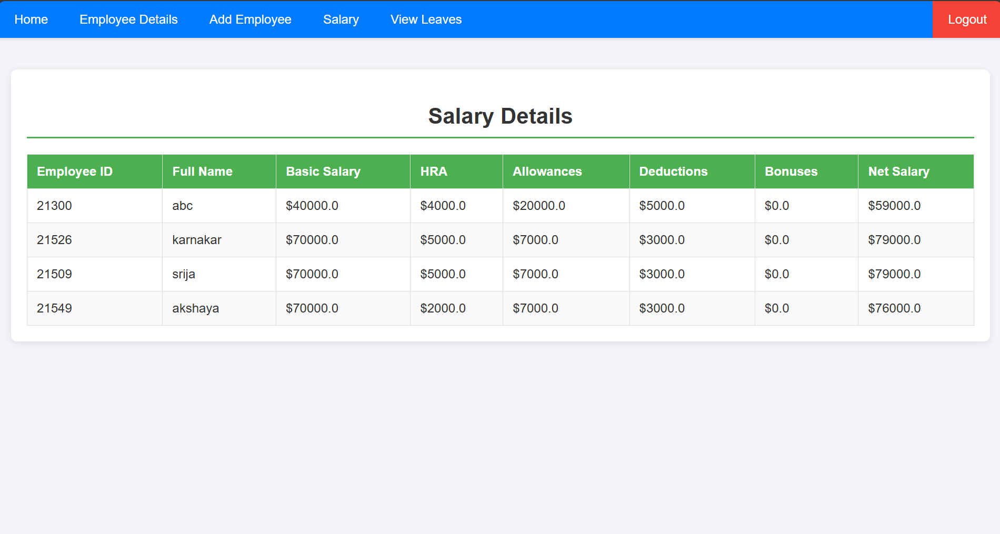 Home Employee Details Add Employee Salary View Leaves Logout
Salary Details
Employee ID Full Name Basic Salary HRA Allowances Deductions Bonuses Net Salary
21300 abc $40000.0 $4000.0 $20000.0 $5000.0 $0.0 $59000.0
21526 karnakar $70000.0 $5000.0 $7000.0 $3000.0 $0.0 $79000.0
21509 srija $70000.0 $5000.0 $7000.0 $3000.0 $0.0 $79000.0
21549 akshaya $70000.0 $2000.0 $7000.0 $3000.0 $0.0 $76000.0